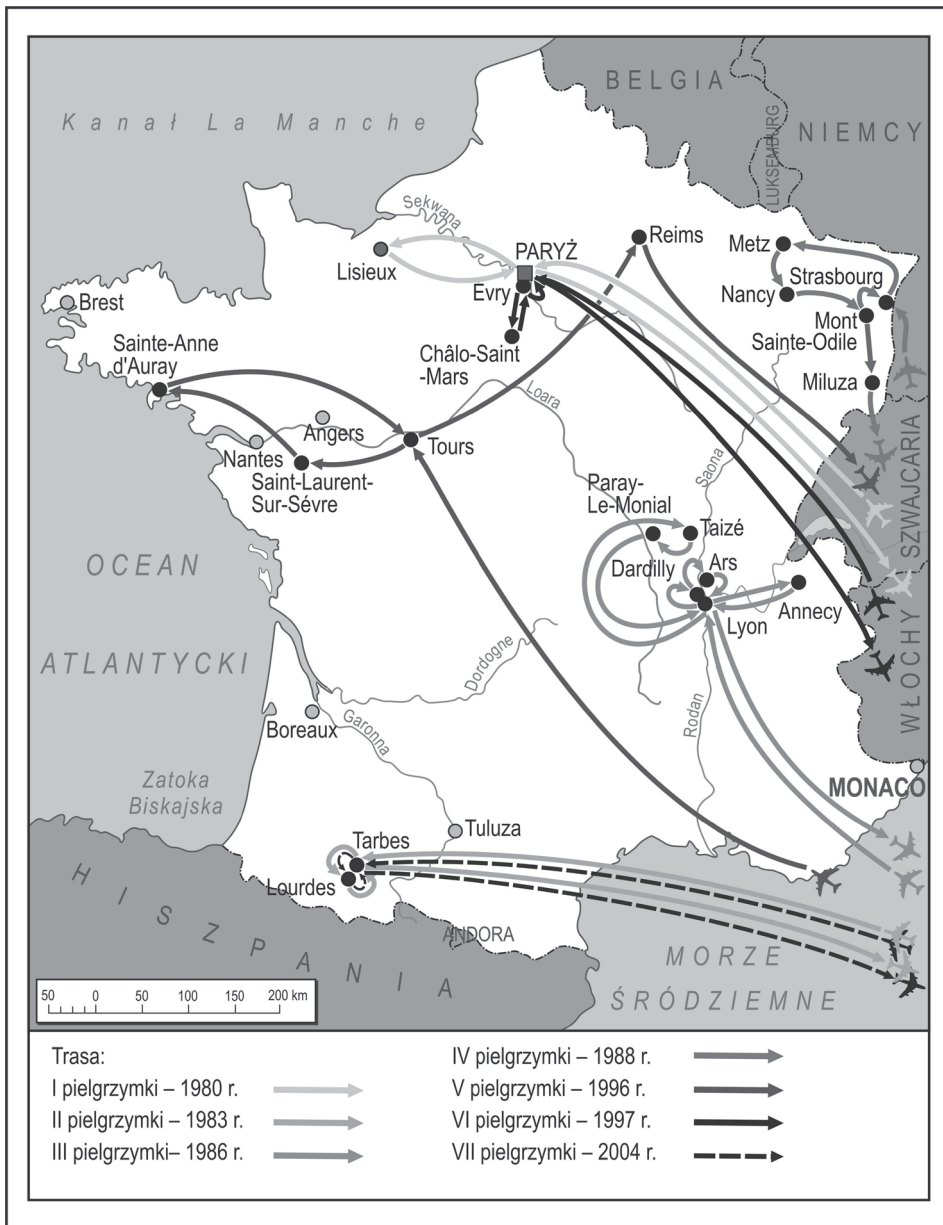 BELGIA
Kanał La Manche
LUKSEMBURG
NIEMCY
Sekwana
Reims
Metz
PARYŻ
Lisieux
Strasbourg
Evry
Nancy
Brest
Mont
Sainte-Odile
Sainte-Anne
d'Auray
Châlo-Saint
-Mars
Miluza
Loara
Angers
Tours
Nantes
Saint-Laurent-
Sur-Sévre
Saona
SZWAJCARIA
Paray-
Le-Monial
Taizé
OCEAN
Dardilly
Ars
Annecy
Lyon
ATLANTYCKI
Dordogne
WŁOCHY
Rodan
Boreaux
Garonna
MONACO
Zatoka
Biskajska
Tuluza
Tarbes
Lourdes
HISZPANIA
ANDORA
MORZE
ŚRÓDZIEMNE
50 0 50 100 150 200 km
Trasa:
I pielgrzymki – 1980 r.
II pielgrzymki – 1983 r.
III pielgrzymki– 1986 r.
IV pielgrzymki – 1988 r.
V pielgrzymki – 1996 r.
VI pielgrzymki – 1997 r.
VII pielgrzymki – 2004 r.